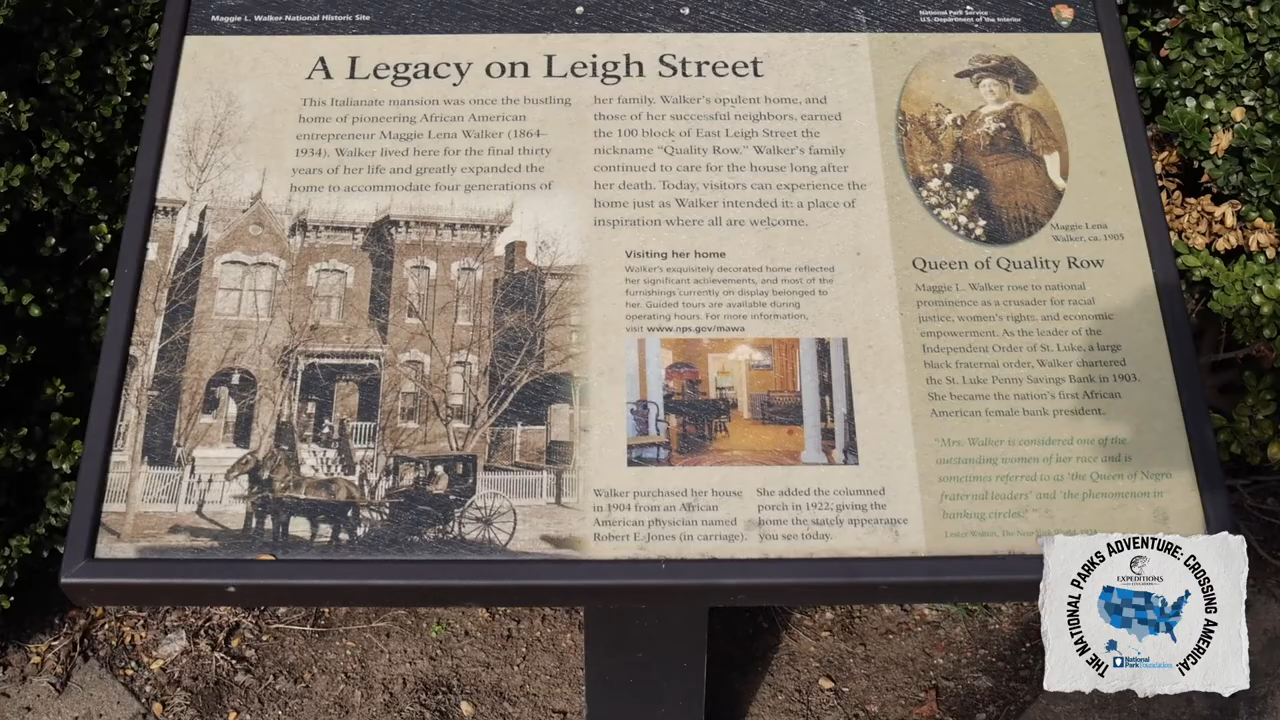 Maggie L. Walker National Historic Site
National Park Service
U.S. Department of the Interior
A Legacy on Leigh Street
This Italianate mansion was once the bustling
home of pioneering African American
entrepreneur Maggie Lena Walker (1864–
1934). Walker lived here for the final thirty
years of her life and greatly expanded the
home to accommodate four generations of
her family. Walker's opulent home, and
those of her successful neighbors, earned
the 100 block of East Leigh Street the
nickname "Quality Row." Walker's family
continued to care for the house long after
her death. Today, visitors can experience the
home just as Walker intended it: a place of
inspiration where all are welcome.
Visiting her home
Walker's exquisitely decorated home reflected
her significant achievements, and most of the
furnishings currently on display belonged to
her. Guided tours are available during
operating hours. For more information,
visit www.nps.gov/mawa
Walker purchased her house
in 1904 from an African
American physician named
Robert E. Jones (in carriage).
She added the columned
porch in 1922, giving the
home the stately appearance
you see today.
Maggie Lena
Walker, ca. 1905
Queen of Quality Row
Maggie L. Walker rose to national
prominence as a crusader for racial
justice, women's rights, and economic
empowerment. As the leader of the
Independent Order of St. Luke, a large
black fraternal order, Walker chartered
the St. Luke Penny Savings Bank in 1903.
She became the nation's first African
American female bank president.
"Mrs. Walker is considered one of the
outstanding women of her race and is
sometimes referred to as 'the Queen of Negro
fraternal leaders' and 'the phenomenon in
banking circles.'"
Lester Walton, The New York World, 1924
THE NATIONAL PARKS ADVENTURE: CROSSING AMERICA!
EXPEDITIONS
National
Park Foundation